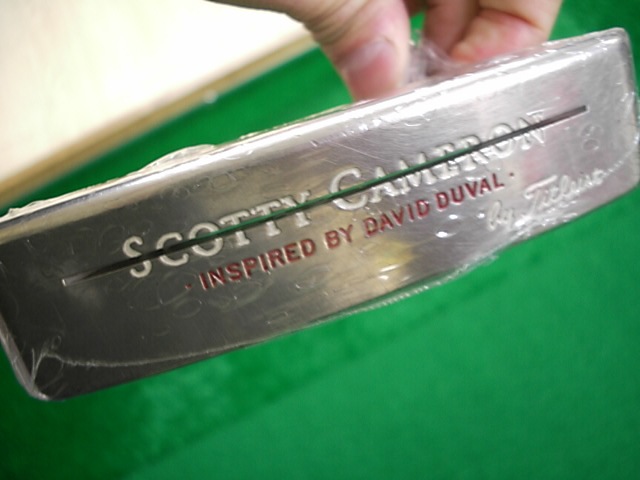 SCOTTY CAMERON
· INSPIRED BY DAVID DUVAL ·
by Titleist